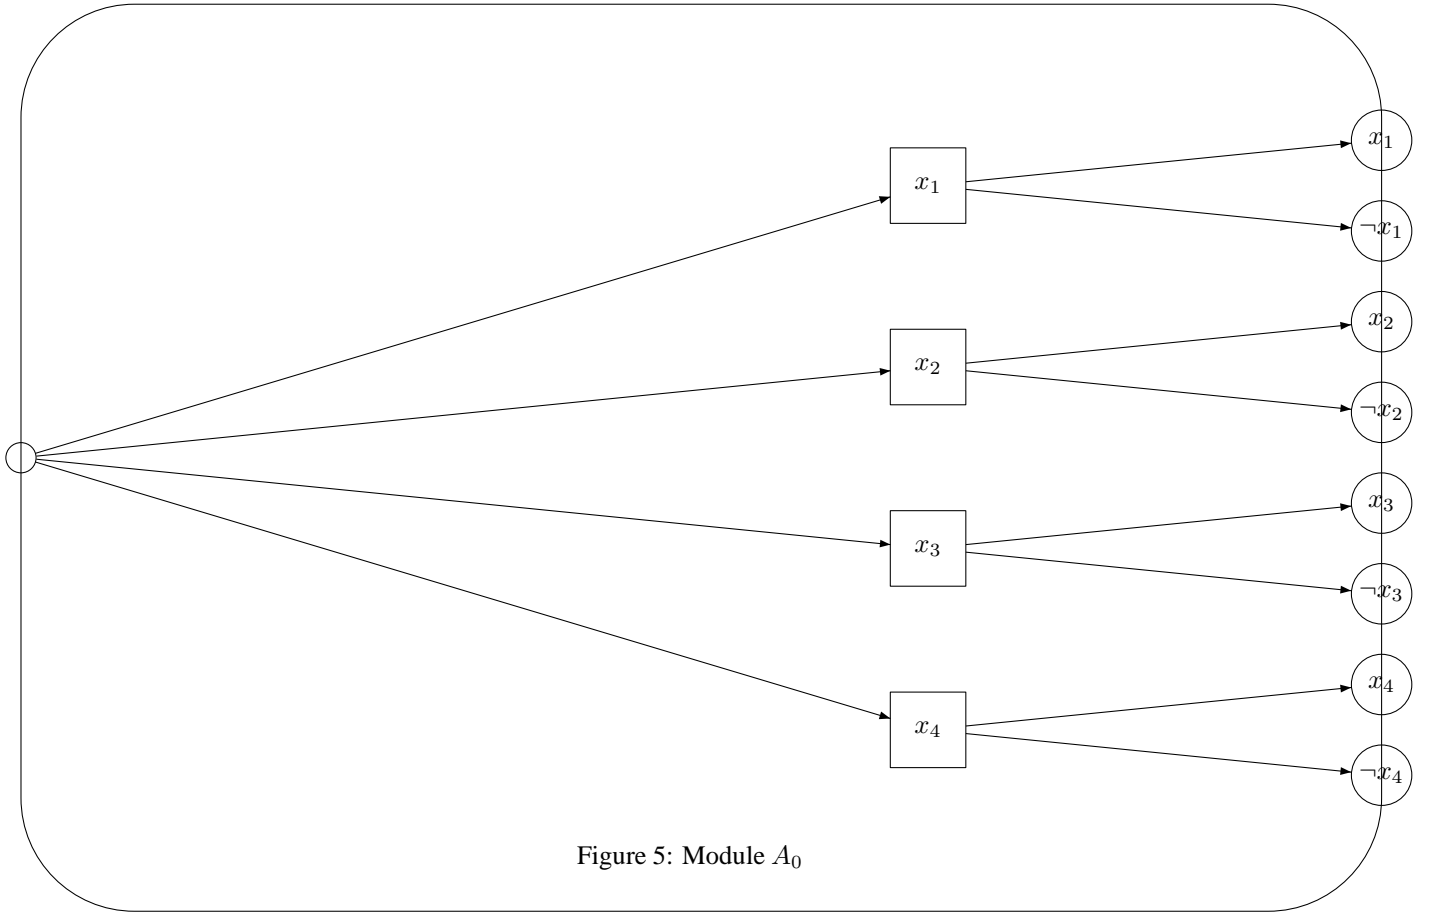 x₁
x₁
¬x₁
x₂
x₂
¬x₂
x₃
x₃
¬x₃
x₄
x₄
¬x₄
Figure 5: Module A₀